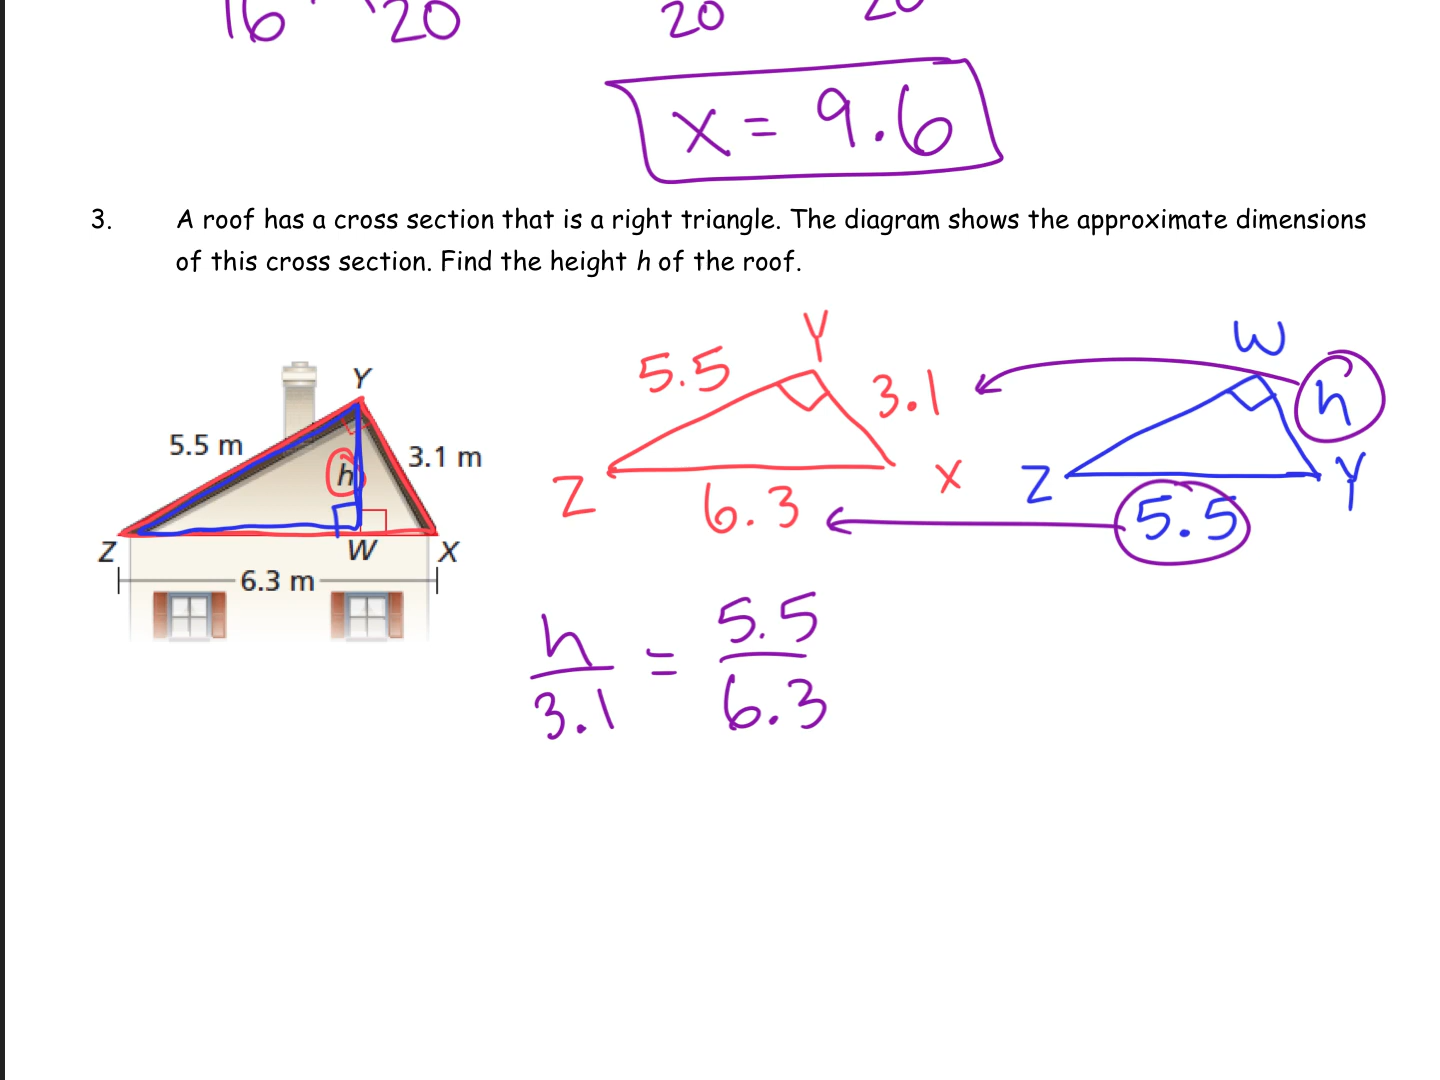 16 20 20 20
x = 9.6
3. A roof has a cross section that is a right triangle. The diagram shows the approximate dimensions
of this cross section. Find the height h of the roof.
Y
5.5 m
h
3.1 m
Z
W
X
6.3 m
5.5
Y
3.1
Z
6.3
X
W
h
Z
5.5
Y
h/3.1 = 5.5/6.3